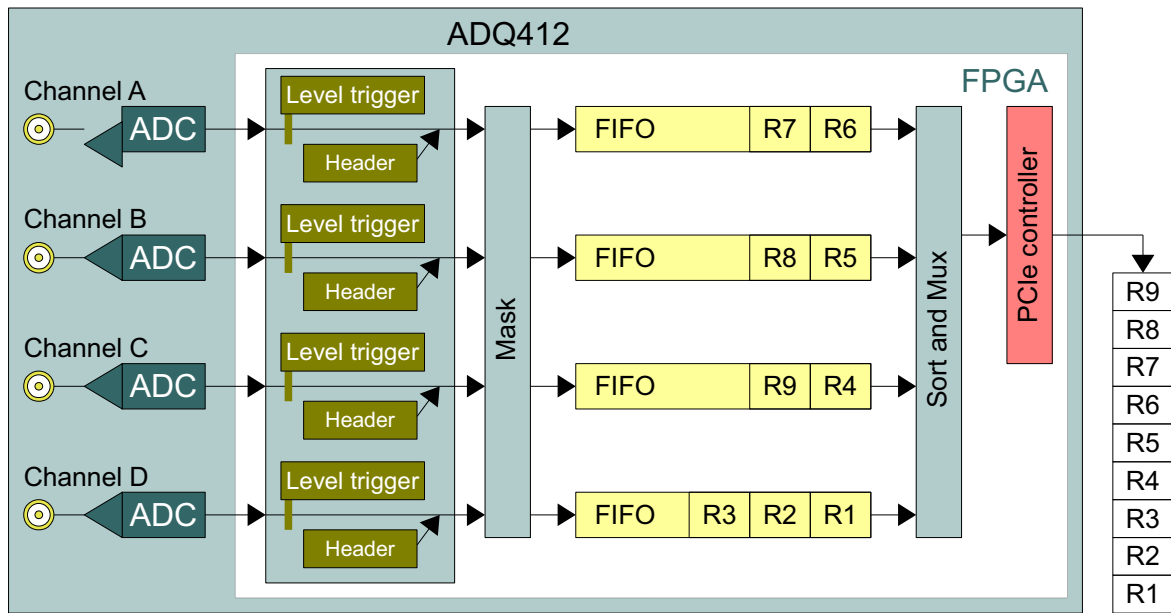 ADQ412
FPGA
Channel A
ADC
Level trigger
Header
FIFO
R7
R6
Channel B
ADC
Level trigger
Header
FIFO
R8
R5
Channel C
ADC
Level trigger
Header
FIFO
R9
R4
Channel D
ADC
Level trigger
Header
FIFO
R3
R2
R1
Mask
Sort and Mux
PCIe controller
R9
R8
R7
R6
R5
R4
R3
R2
R1